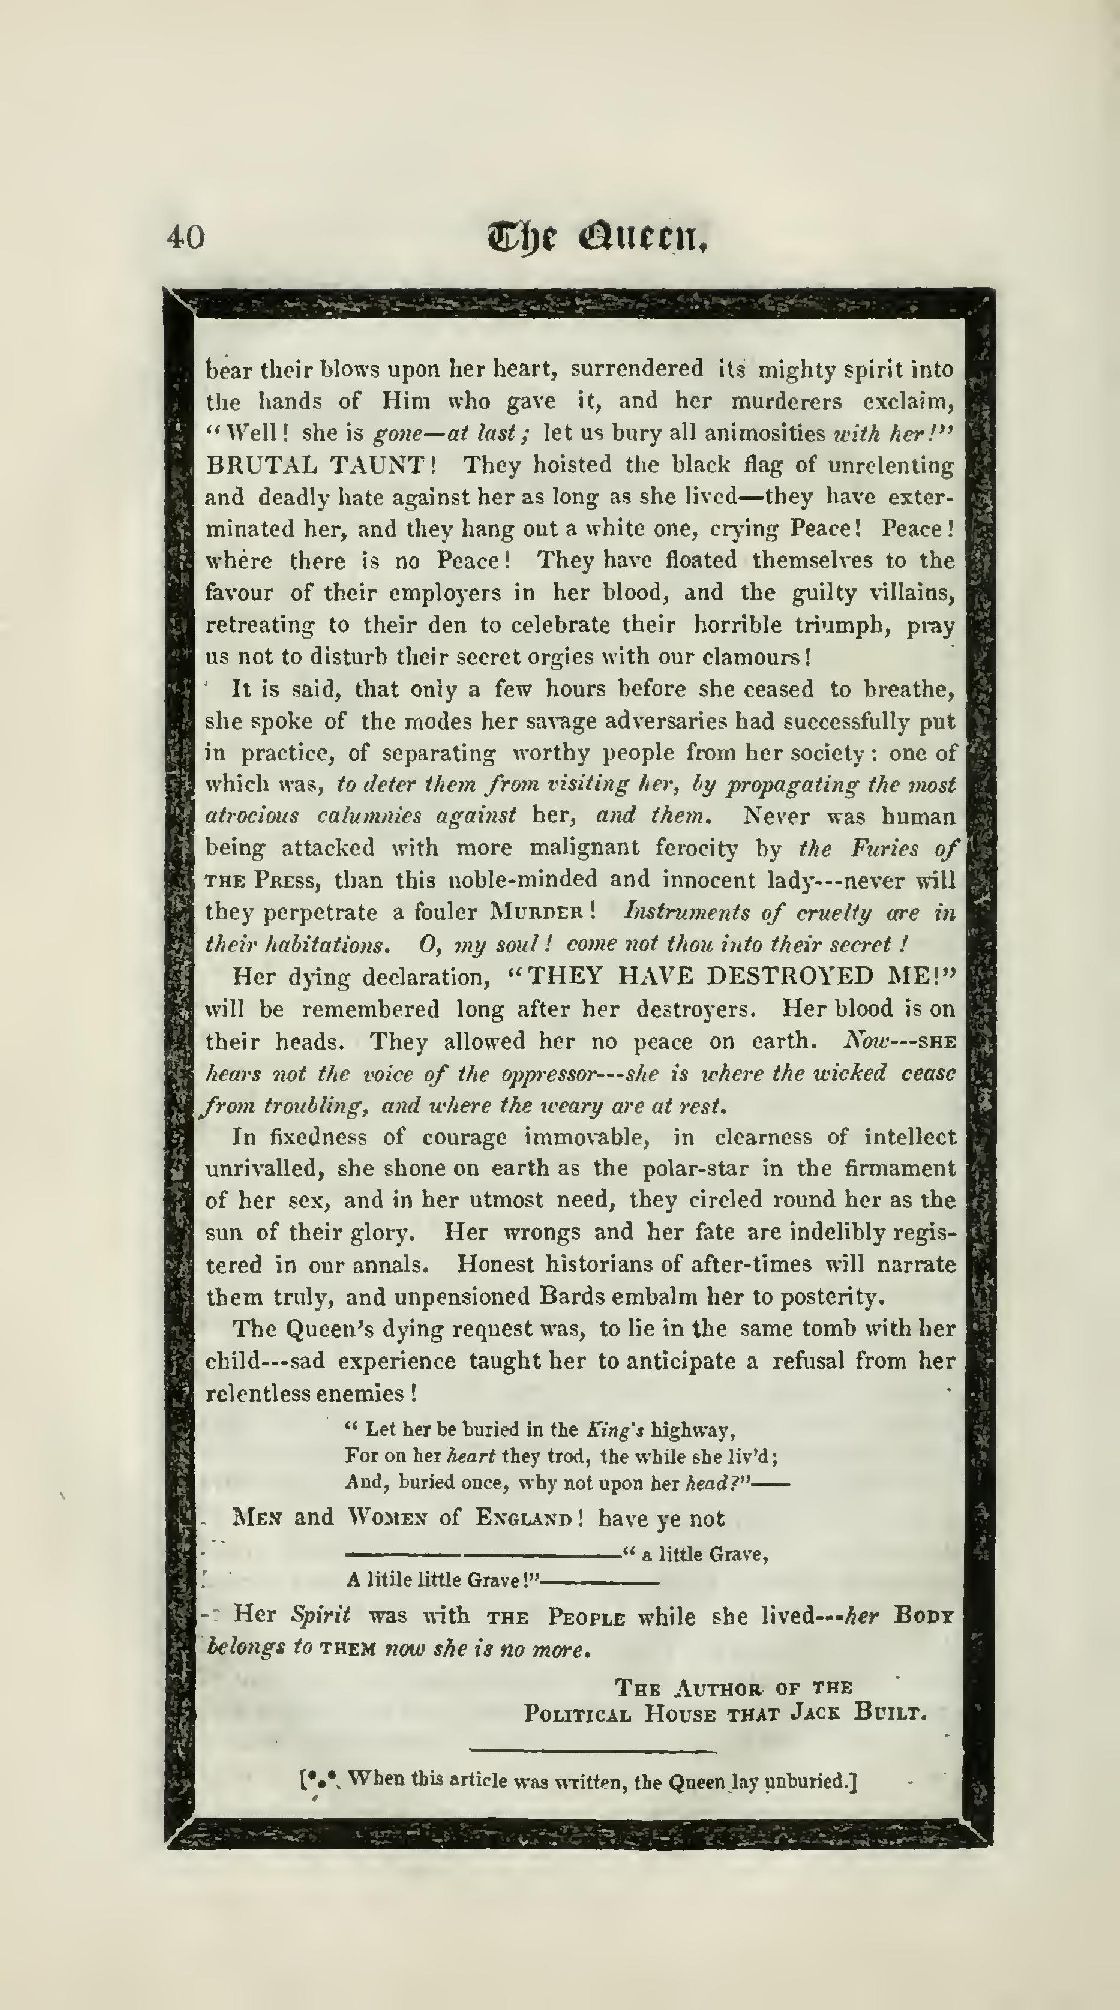 40 The Queen.
bear their blows upon her heart, surrendered its mighty spirit into
the hands of Him who gave it, and her murderers exclaim,
“Well! she is gone—at last; let us bury all animosities with her!”
BRUTAL TAUNT! They hoisted the black flag of unrelenting
and deadly hate against her as long as she lived—they have exter-
minated her, and they hang out a white one, crying Peace! Peace!
where there is no Peace! They have floated themselves to the
favour of their employers in her blood, and the guilty villains,
retreating to their den to celebrate their horrible triumph, pray
us not to disturb their secret orgies with our clamours!
It is said, that only a few hours before she ceased to breathe,
she spoke of the modes her savage adversaries had successfully put
in practice, of separating worthy people from her society: one of
which was, to deter them from visiting her, by propagating the most
atrocious calumnies against her, and them. Never was human
being attacked with more malignant ferocity by the Furies of
THE PRESS, than this noble-minded and innocent lady---never will
they perpetrate a fouler MURDER! Instruments of cruelty are in
their habitations. O, my soul! come not thou into their secret!
Her dying declaration, “THEY HAVE DESTROYED ME!”
will be remembered long after her destroyers. Her blood is on
their heads. They allowed her no peace on earth. Now---SHE
hears not the voice of the oppressor---she is where the wicked cease
from troubling, and where the weary are at rest.
In fixedness of courage immovable, in clearness of intellect
unrivalled, she shone on earth as the polar-star in the firmament
of her sex, and in her utmost need, they circled round her as the
sun of their glory. Her wrongs and her fate are indelibly regis-
tered in our annals. Honest historians of after-times will narrate
them truly, and unpensioned Bards embalm her to posterity.
The Queen's dying request was, to lie in the same tomb with her
child---sad experience taught her to anticipate a refusal from her
relentless enemies!
“Let her be buried in the King's highway,
For on her heart they trod, the while she liv'd;
And, buried once, why not upon her head?”——
MEN and WOMEN of ENGLAND! have ye not
——————“a little Grave,
A litile little Grave!”———
Her Spirit was with THE PEOPLE while she lived---her BODY
belongs to THEM now she is no more.
THE AUTHOR OF THE
POLITICAL HOUSE THAT JACK BUILT.
[*.* When this article was written, the Queen lay unburied.]